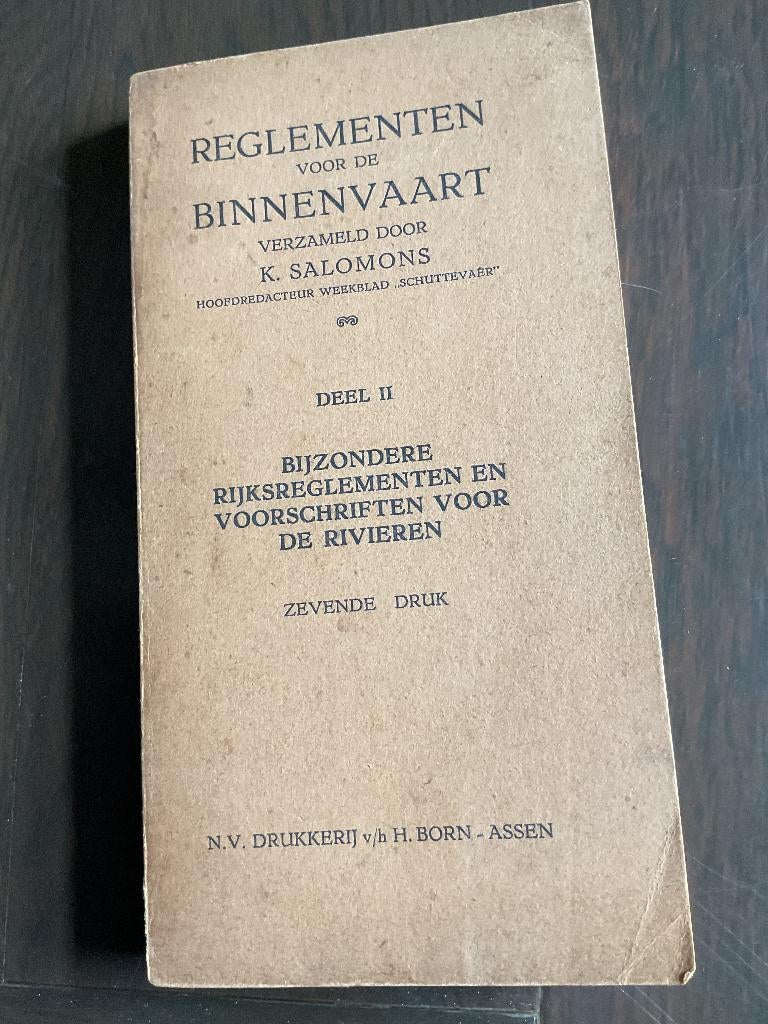 REGLEMENTEN
VOOR DE
BINNENVAART
VERZAMELD DOOR
K. SALOMONS
HOOFDREDACTEUR WEEKBLAD „SCHUTTEVAÊR"
DEEL II
BIJZONDERE
RIJKSREGLEMENTEN EN
VOORSCHRIFTEN VOOR
DE RIVIEREN
ZEVENDE DRUK
N.V. DRUKKERIJ v/h H. BORN - ASSEN